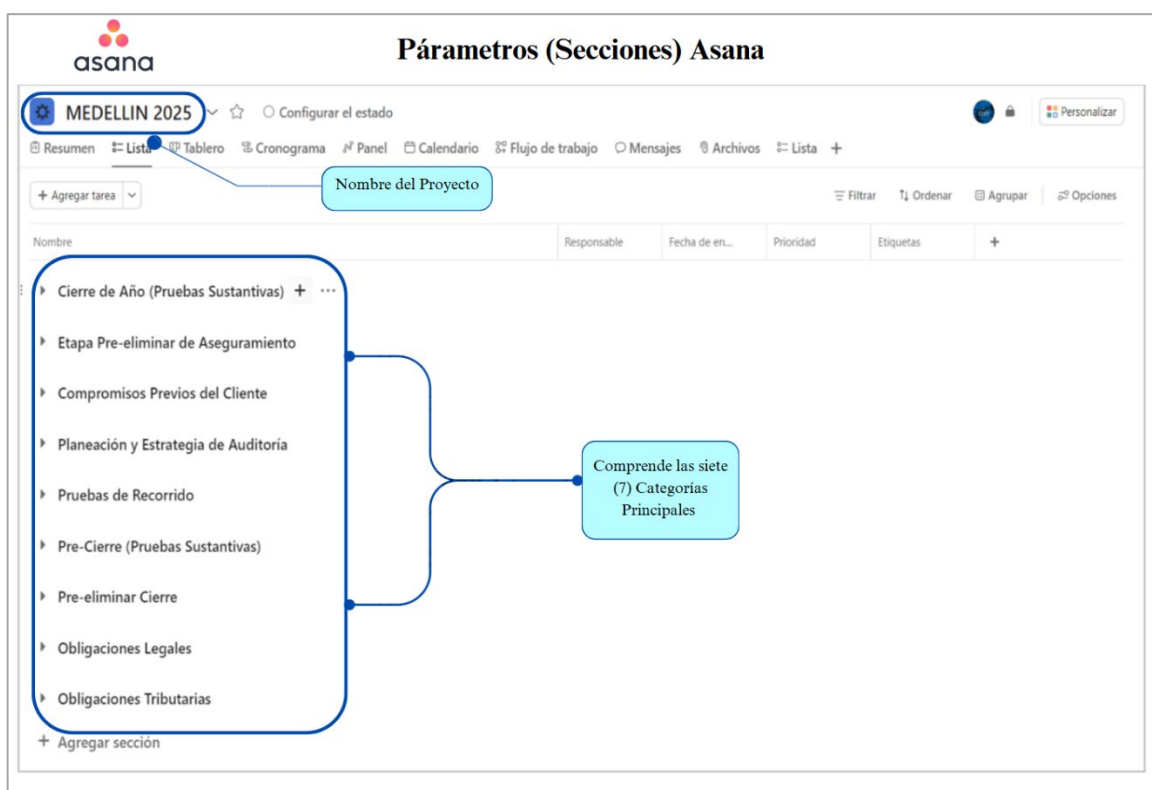 asana
Párametros (Secciones) Asana
MEDELLIN 2025
Configurar el estado
Personalizar
Resumen Lista Tablero Cronograma Panel Calendario Flujo de trabajo Mensajes Archivos Lista +
Nombre del Proyecto
+ Agregar tarea
Filtrar Ordenar Agrupar Opciones
Nombre Responsable Fecha de en... Prioridad Etiquetas +
Cierre de Año (Pruebas Sustantivas) + ...
Etapa Pre-eliminar de Aseguramiento
Compromisos Previos del Cliente
Planeación y Estrategia de Auditoría
Pruebas de Recorrido
Pre-Cierre (Pruebas Sustantivas)
Pre-eliminar Cierre
Obligaciones Legales
Obligaciones Tributarias
+ Agregar sección
Comprende las siete
(7) Categorías
Principales